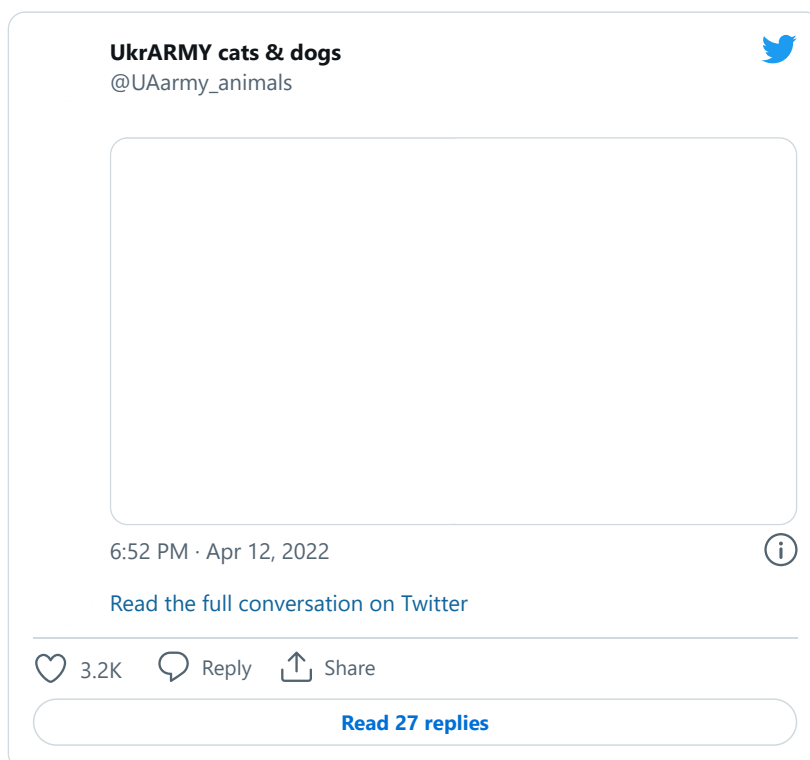 UkrARMY cats & dogs
@UAarmy_animals
6:52 PM · Apr 12, 2022
Read the full conversation on Twitter
3.2K Reply Share
Read 27 replies